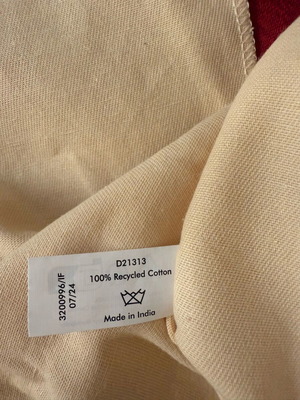 D21313
100% Recycled Cotton
Made in India
3200996/IF
07/24